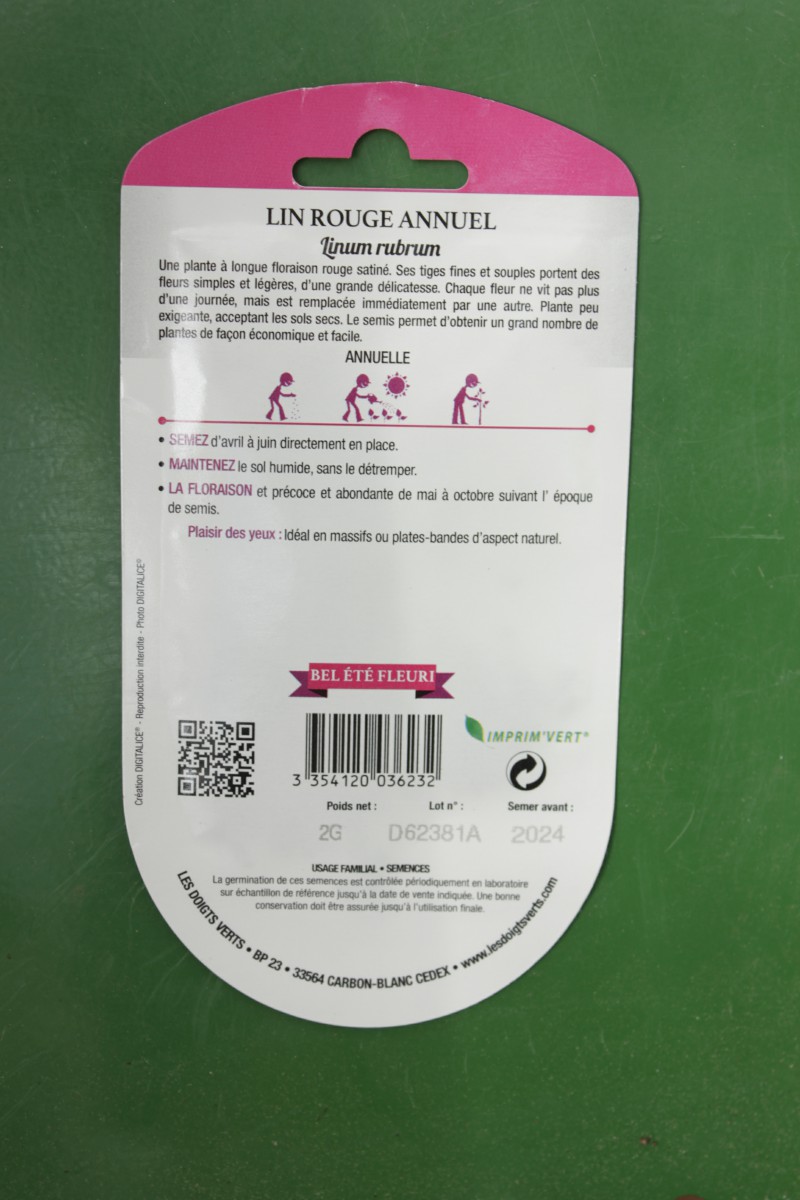 LIN ROUGE ANNUEL
Linum rubrum
Une plante à longue floraison rouge satiné. Ses tiges fines et souples portent des
fleurs simples et légères, d'une grande délicatesse. Chaque fleur ne vit pas plus
d'une journée, mais est remplacée immédiatement par une autre. Plante peu
exigeante, acceptant les sols secs. Le semis permet d'obtenir un grand nombre de
plantes de façon économique et facile.
ANNUELLE
• SEMEZ d'avril à juin directement en place.
• MAINTENEZ le sol humide, sans le détremper.
• LA FLORAISON et précoce et abondante de mai à octobre suivant l' époque
de semis.
Plaisir des yeux : Idéal en massifs ou plates-bandes d'aspect naturel.
Création DIGITALICE® - Reproduction interdite - Photo DIGITALICE®
BEL ÉTÉ FLEURI
IMPRIM'VERT®
3 354120 036232
Poids net : Lot n° : Semer avant :
2G D62381A 2024
USAGE FAMILIAL • SEMENCES
La germination de ces semences est contrôlée périodiquement en laboratoire
sur échantillon de référence jusqu'à la date de vente indiquée. Une bonne
conservation doit être assurée jusqu'à l'utilisation finale.
LES DOIGTS VERTS • BP 23 • 33564 CARBON-BLANC CEDEX • www.lesdoigtsverts.com